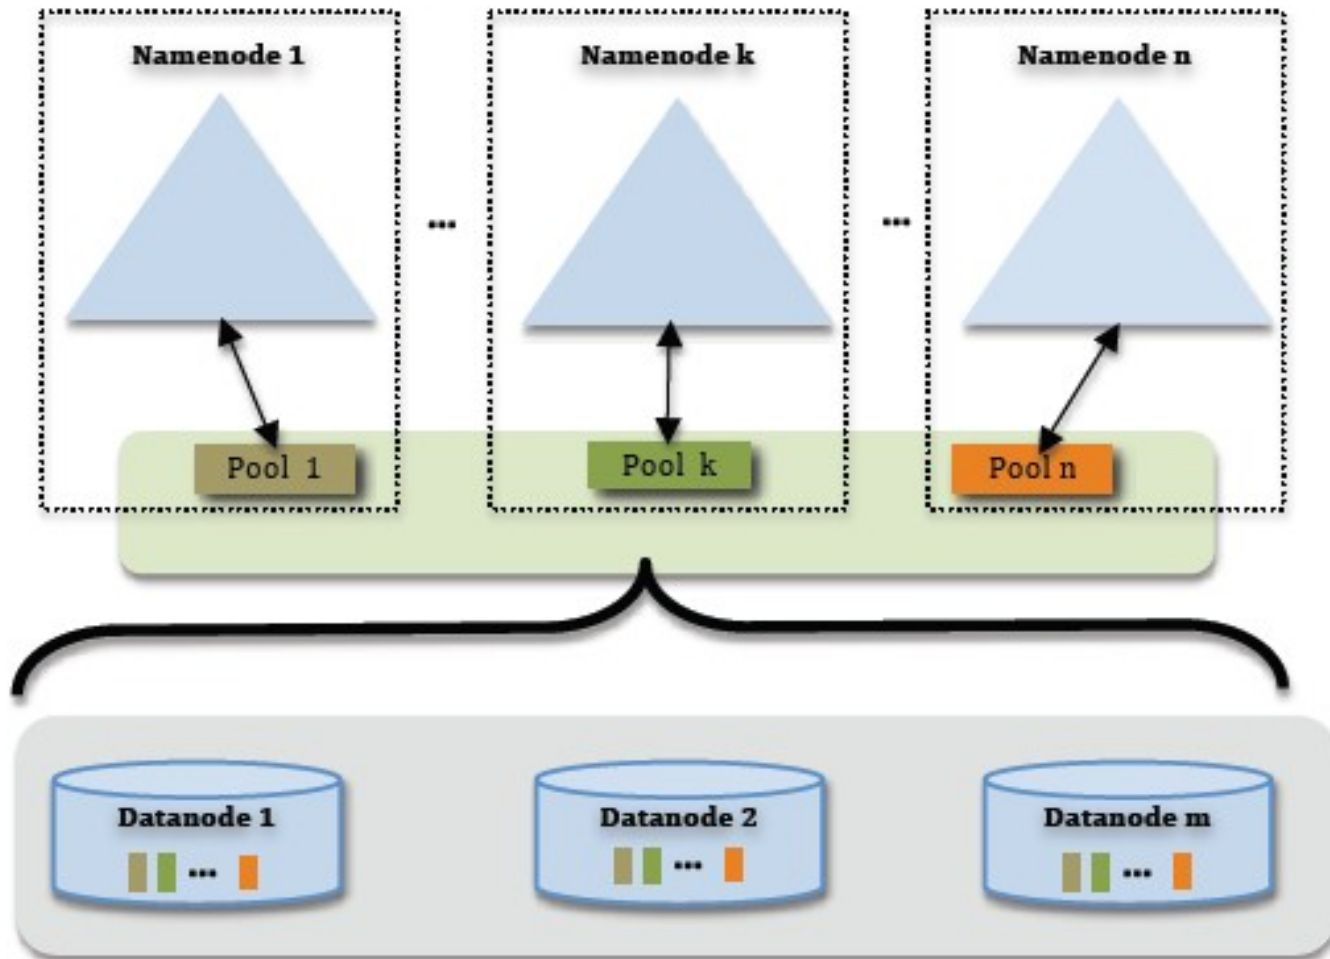 Namenode 1
Namenode k
Namenode n
...
...
Pool 1
Pool k
Pool n
Datanode 1
Datanode 2
Datanode m
...
...
...